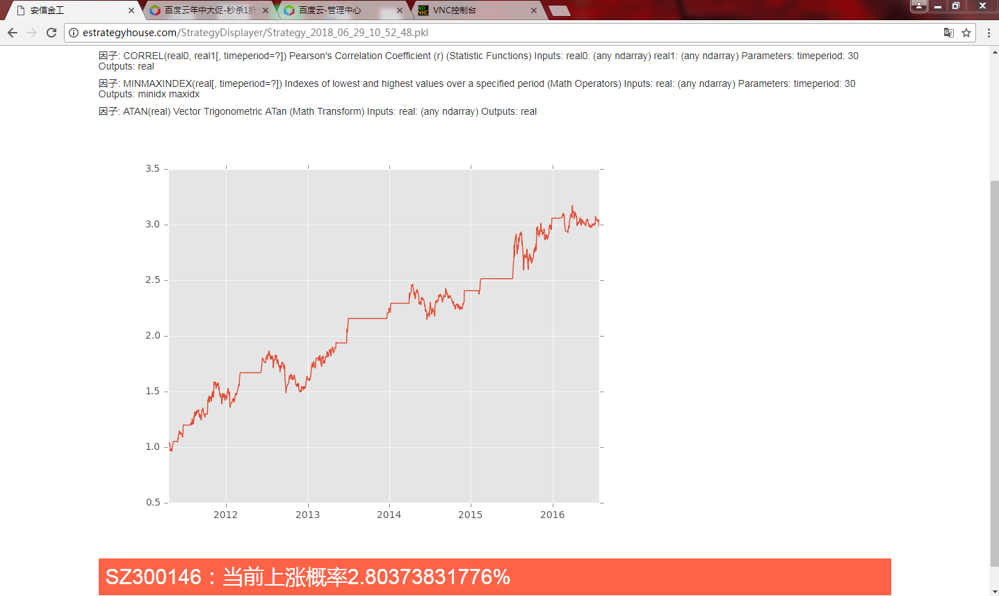 安信金工
百度云年中大促-秒杀1折
百度云-管理中心
VNC控制台
estrategyhouse.com/StrategyDisplayer/Strategy_2018_06_29_10_52_48.pkl
因子: CORREL(real0, real1[, timeperiod=?]) Pearson's Correlation Coefficient (r) (Statistic Functions) Inputs: real0: (any ndarray) real1: (any ndarray) Parameters: timeperiod: 30
Outputs: real
因子: MINMAXINDEX(real[, timeperiod=?]) Indexes of lowest and highest values over a specified period (Math Operators) Inputs: real: (any ndarray) Parameters: timeperiod: 30
Outputs: minidx maxidx
因子: ATAN(real) Vector Trigonometric ATan (Math Transform) Inputs: real: (any ndarray) Outputs: real
3.5
3.0
2.5
2.0
1.5
1.0
0.5
2012 2013 2014 2015 2016
SZ300146：当前上涨概率2.80373831776%